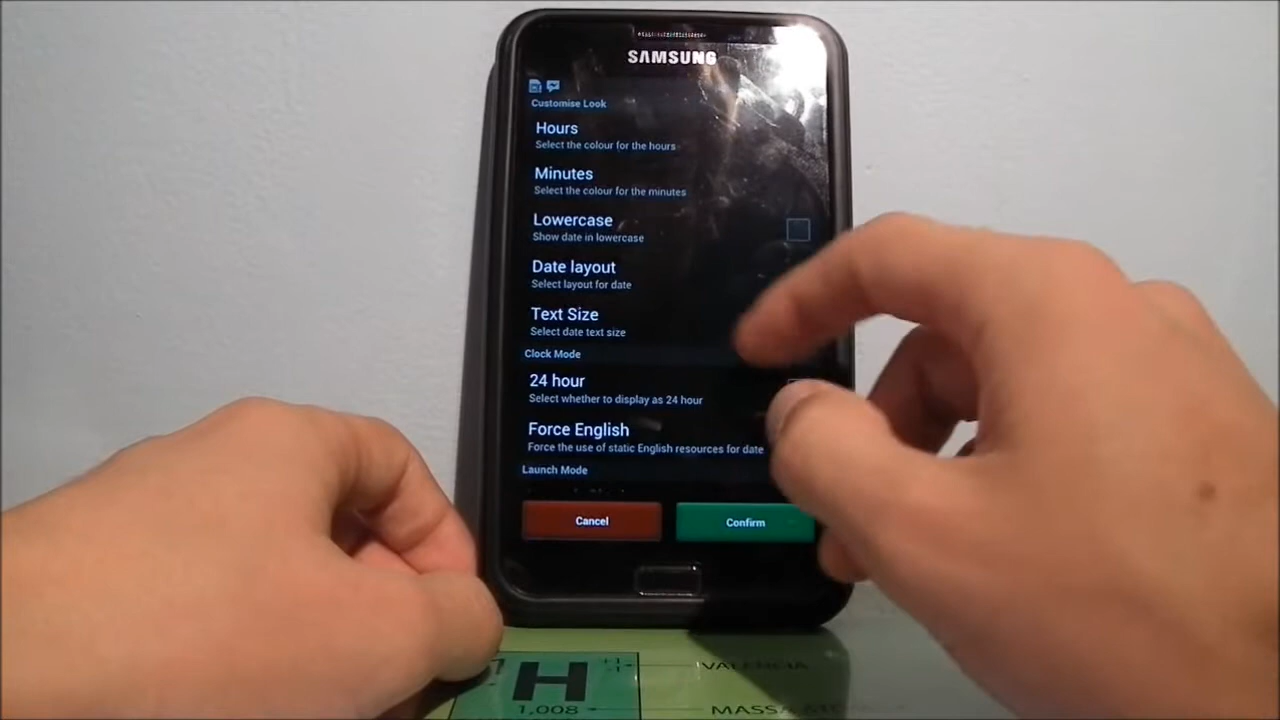 SAMSUNG
Customise Look
Hours
Select the colour for the hours
Minutes
Select the colour for the minutes
Lowercase
Show date in lowercase
Date layout
Select layout for date
Text Size
Select date text size
Clock Mode
24 hour
Select whether to display as 24 hour
Force English
Force the use of static English resources for date
Launch Mode
Cancel
Confirm
H
+1
-1
VALENCIA
1,008
MASSA